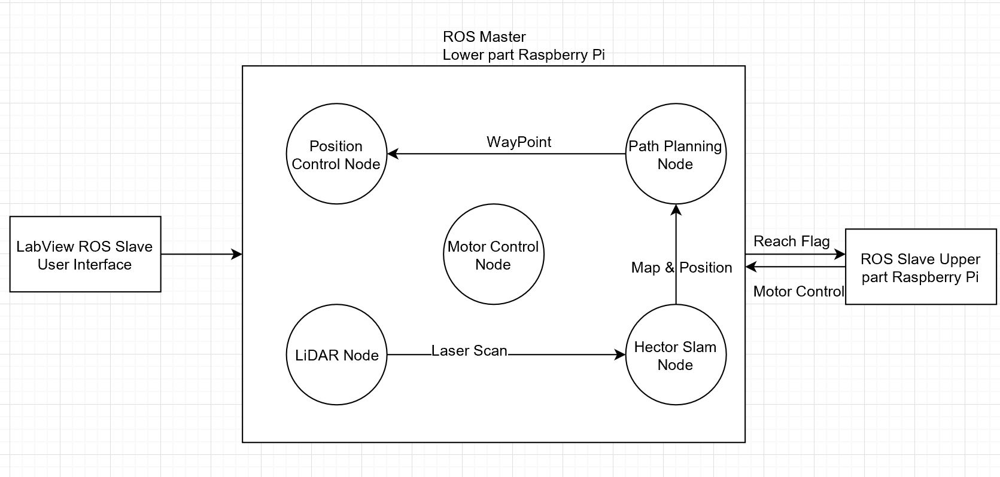 ROS Master
Lower part Raspberry Pi
Position
Control Node
WayPoint
Path Planning
Node
LabView ROS Slave
User Interface
Motor Control
Node
Map & Position
Reach Flag
Motor Control
ROS Slave Upper
part Raspberry Pi
LiDAR Node
Laser Scan
Hector Slam
Node